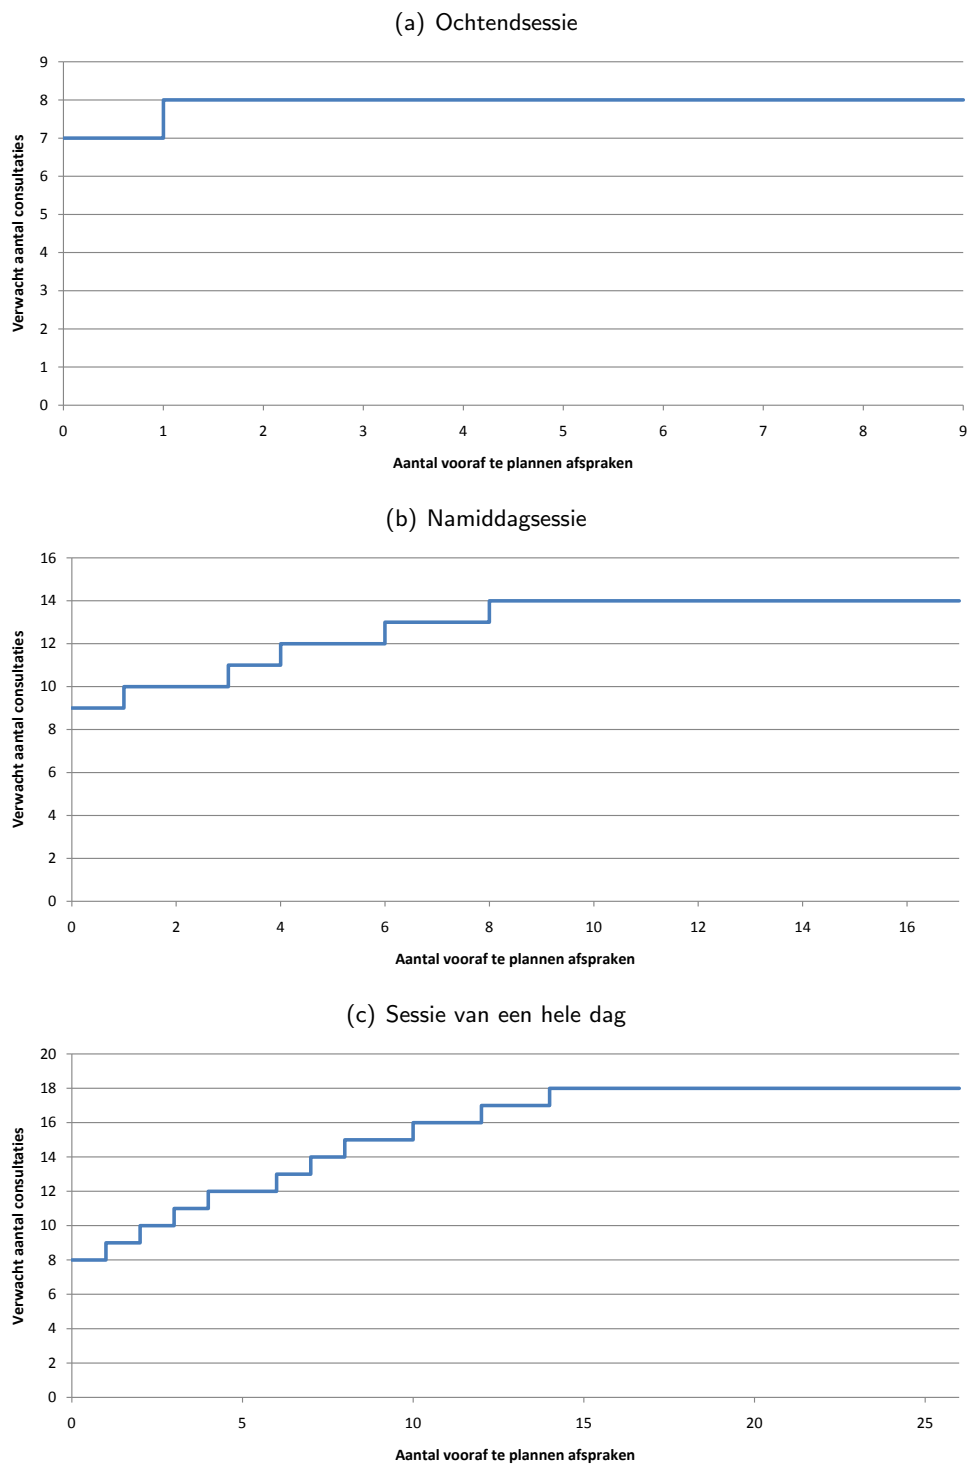 (a) Ochtendsessie
9
8
7
6
5
4
3
2
1
0
Verwacht aantal consultaties
0 1 2 3 4 5 6 7 8 9
Aantal vooraf te plannen afspraken
(b) Namiddagsessie
16
14
12
10
8
6
4
2
0
Verwacht aantal consultaties
0 2 4 6 8 10 12 14 16
Aantal vooraf te plannen afspraken
(c) Sessie van een hele dag
20
18
16
14
12
10
8
6
4
2
0
Verwacht aantal consultaties
0 5 10 15 20 25
Aantal vooraf te plannen afspraken